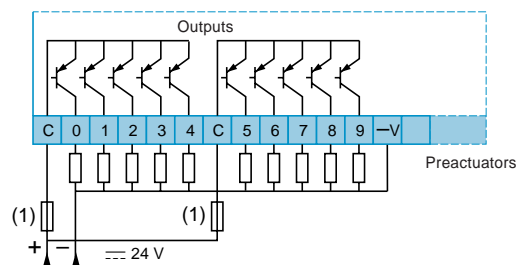 Outputs
C 0 1 2 3 4 C 5 6 7 8 9 –V
Preactuators
(1) (1)
+ – 24 V